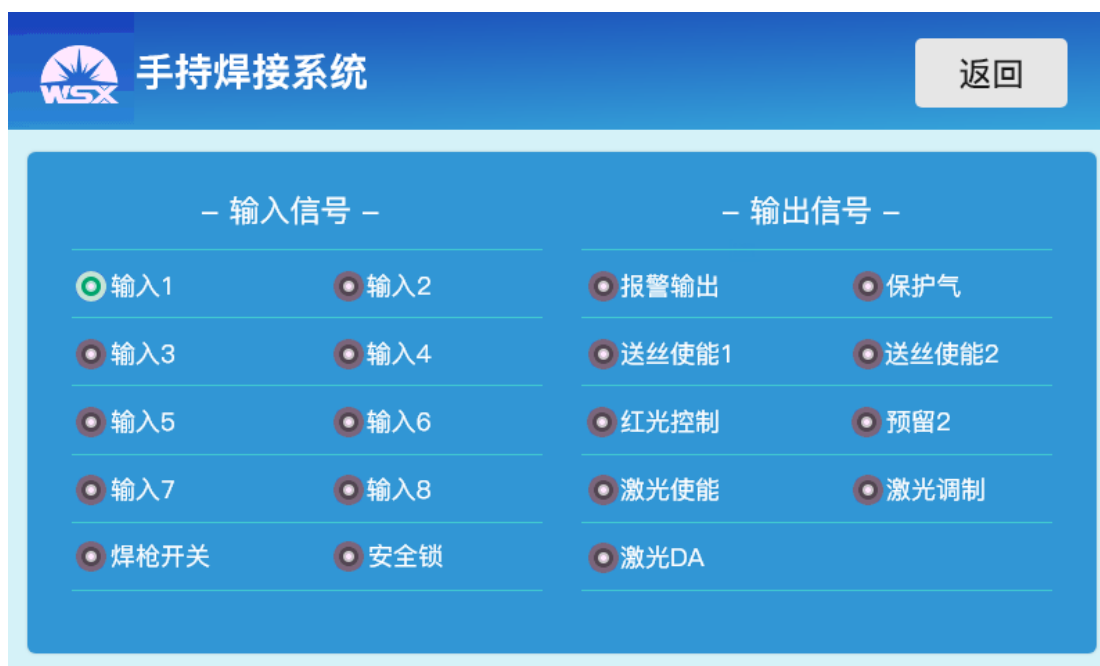 WSX 手持焊接系统 返回
– 输入信号 – – 输出信号 –
输入1 输入2 报警输出 保护气
输入3 输入4 送丝使能1 送丝使能2
输入5 输入6 红光控制 预留2
输入7 输入8 激光使能 激光调制
焊枪开关 安全锁 激光DA